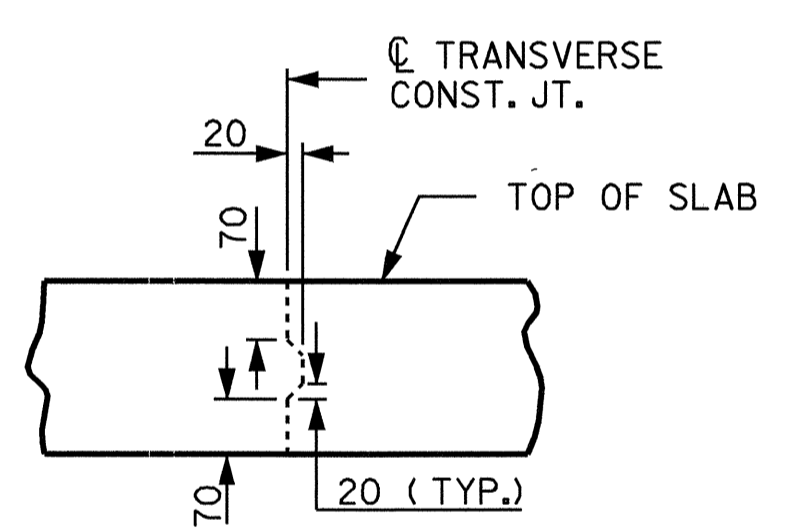 ℄ TRANSVERSE
CONST. JT.
20
TOP OF SLAB
70
20 (TYP.)
70